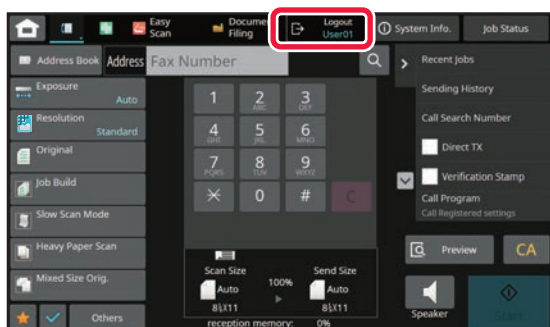 Easy
Scan
Document
Filing
Logout
User01
System Info.
Job Status
Address Book
Address
Fax Number
Recent Jobs
Exposure
Auto
Sending History
Resolution
Standard
Call Search Number
Original
Direct TX
Job Build
Verification Stamp
Call Program
Call Registered settings
Slow Scan Mode
Heavy Paper Scan
Preview
CA
Mixed Size Orig.
Others
1
2 ABC
3 DEF
4 GHI
5 JKL
6 MNO
7 PQRS
8 TUV
9 WXYZ
0
#
C
Scan Size
100%
Send Size
Auto
Auto
8½X11
8½X11
reception memory: 0%
Speaker
Start